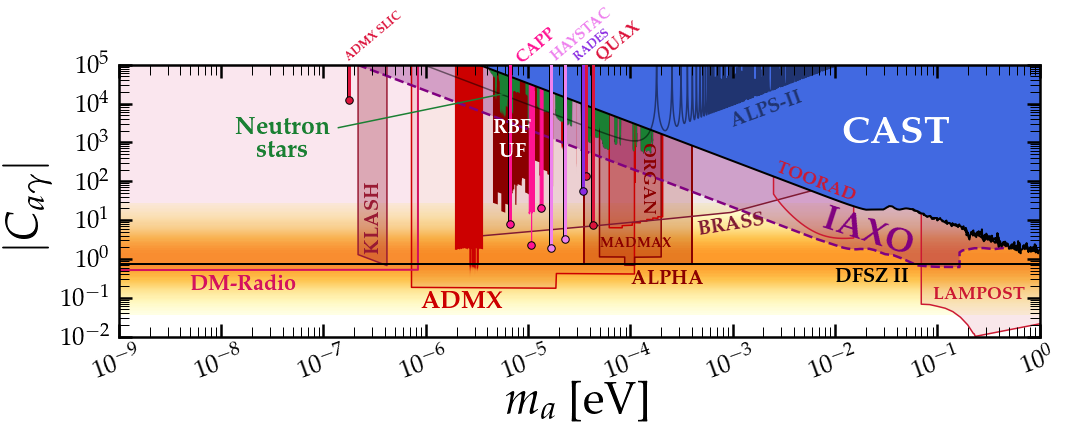 ADMX SLIC
CAPP
HAYSTAC
RADES
QUAX
|C_{aγ}|
10^5
10^4
10^3
10^2
10^1
10^0
10^{-1}
10^{-2}
Neutron
stars
RBF
UF
ALPS-II
CAST
KLASH
ORGAN
TOORAD
IAXO
BRASS
MADMAX
DM-Radio
ADMX
ALPHA
DFSZ II
LAMPOST
10^{-9}
10^{-8}
10^{-7}
10^{-6}
10^{-5}
10^{-4}
10^{-3}
10^{-2}
10^{-1}
10^0
m_a [eV]